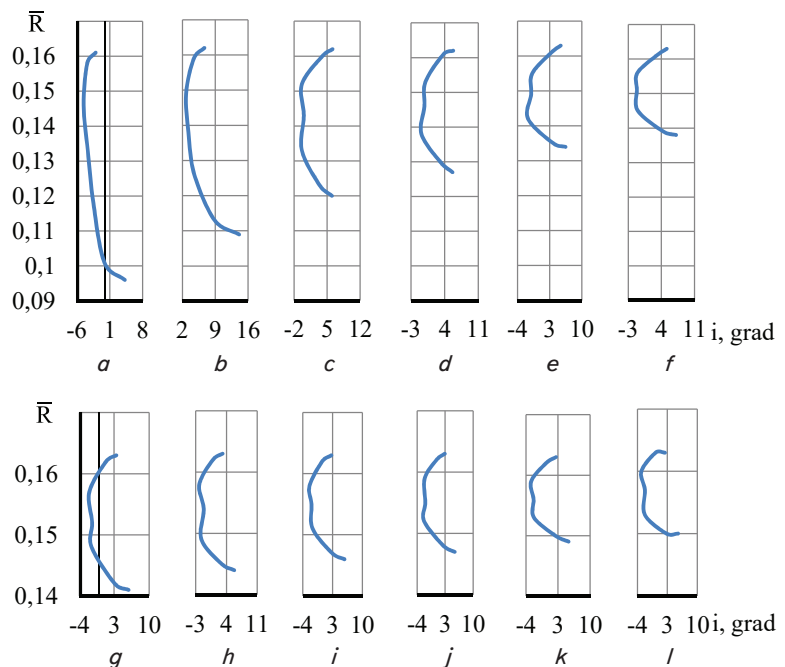 R̅
0,16
0,15
0,14
0,13
0,12
0,11
0,1
0,09
-6 1 8 2 9 16 -2 5 12 -3 4 11 -4 3 10 -3 4 11 i, grad
a b c d e f
R̅
0,16
0,15
0,14
-4 3 10 -3 4 11 -4 3 10 -3 4 11 -4 3 10 -4 3 10 i, grad
g h i j k l